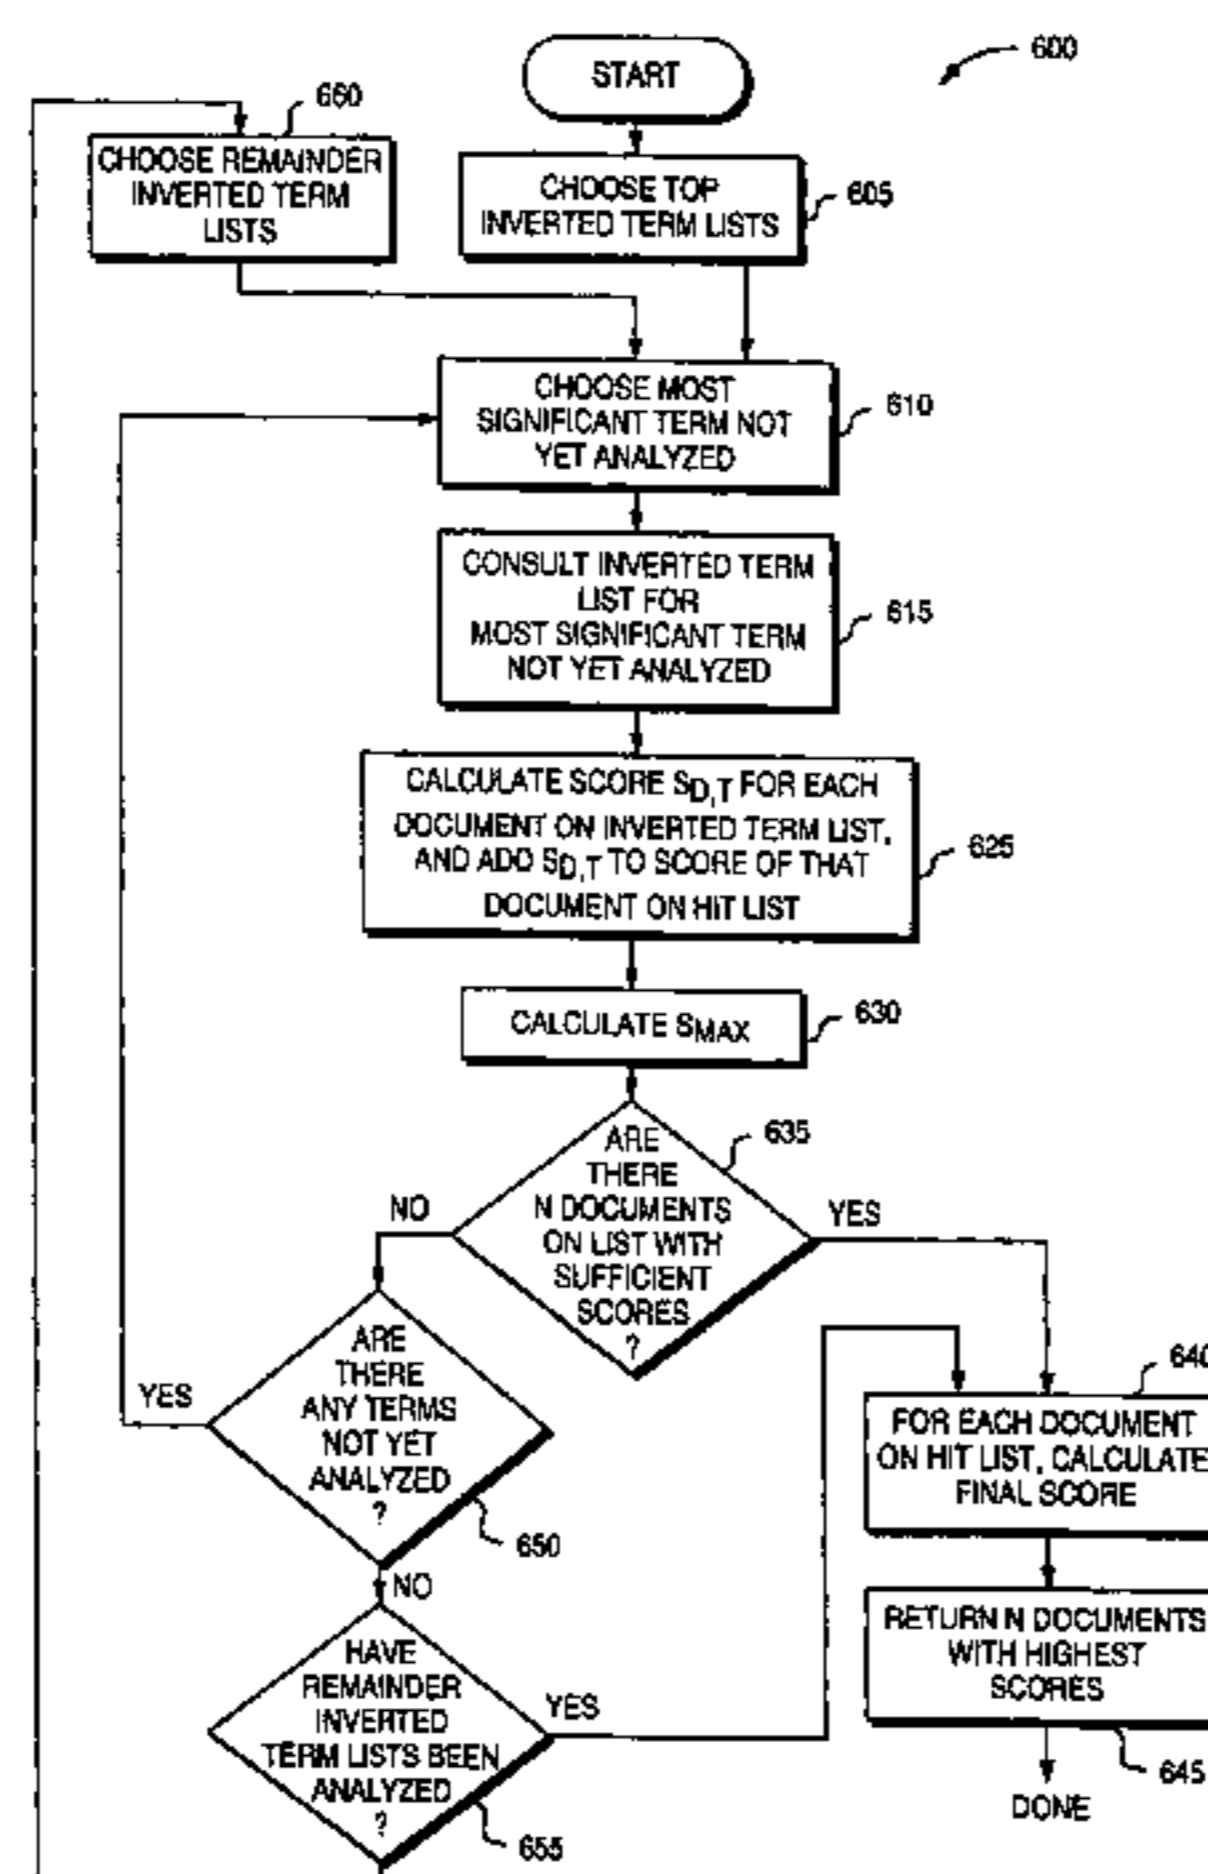 600
START
660
CHOOSE REMAINDER
INVERTED TERM
LISTS
CHOOSE TOP
INVERTED TERM LISTS
605
CHOOSE MOST
SIGNIFICANT TERM NOT
YET ANALYZED
610
CONSULT INVERTED TERM
LIST FOR
MOST SIGNIFICANT TERM
NOT YET ANALYZED
615
CALCULATE SCORE SD,T FOR EACH
DOCUMENT ON INVERTED TERM LIST,
AND ADD SD,T TO SCORE OF THAT
DOCUMENT ON HIT LIST
625
CALCULATE SMAX
630
ARE
THERE
N DOCUMENTS
ON LIST WITH
SUFFICIENT
SCORES
?
635
NO
YES
ARE
THERE
ANY TERMS
NOT YET
ANALYZED
?
YES
650
NO
640
FOR EACH DOCUMENT
ON HIT LIST, CALCULATE
FINAL SCORE
RETURN N DOCUMENTS
WITH HIGHEST
SCORES
645
DONE
HAVE
REMAINDER
INVERTED
TERM LISTS BEEN
ANALYZED
?
YES
655